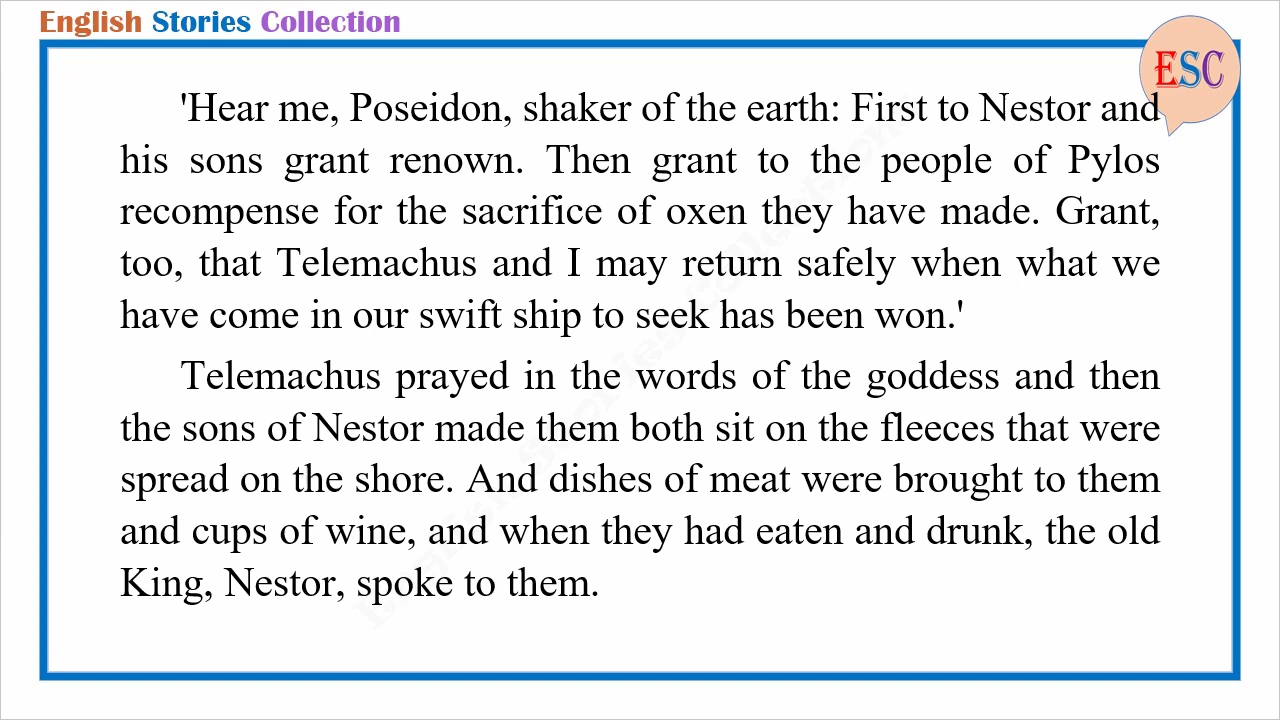 English Stories Collection
ESC
'Hear me, Poseidon, shaker of the earth: First to Nestor and
his sons grant renown. Then grant to the people of Pylos
recompense for the sacrifice of oxen they have made. Grant,
too, that Telemachus and I may return safely when what we
have come in our swift ship to seek has been won.'
Telemachus prayed in the words of the goddess and then
the sons of Nestor made them both sit on the fleeces that were
spread on the shore. And dishes of meat were brought to them
and cups of wine, and when they had eaten and drunk, the old
King, Nestor, spoke to them.
English Stories Collection